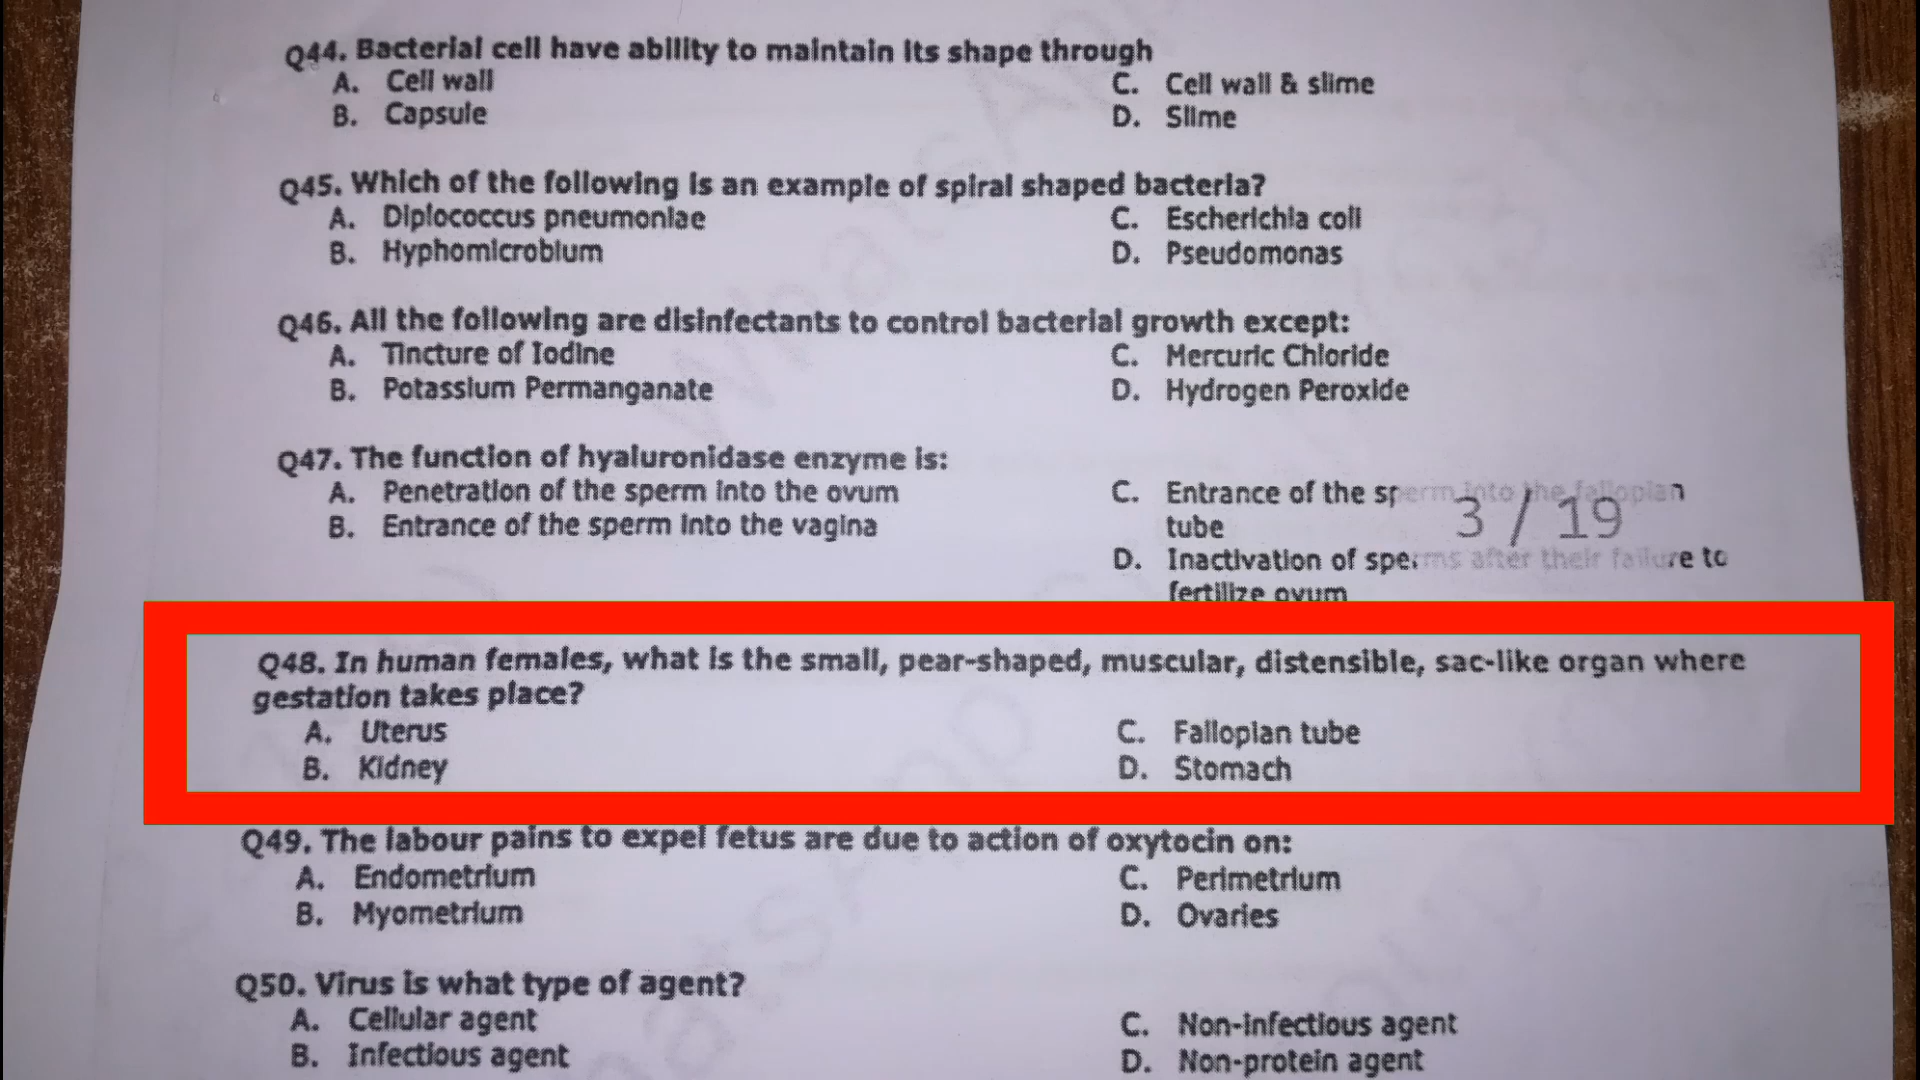 Q44. Bacterial cell have ability to maintain its shape through
A. Cell wall
B. Capsule
C. Cell wall & slime
D. Slime
Q45. Which of the following is an example of spiral shaped bacteria?
A. Diplococcus pneumoniae
B. Hyphomicrobium
C. Escherichia coli
D. Pseudomonas
Q46. All the following are disinfectants to control bacterial growth except:
A. Tincture of Iodine
B. Potassium Permanganate
C. Mercuric Chloride
D. Hydrogen Peroxide
Q47. The function of hyaluronidase enzyme is:
A. Penetration of the sperm into the ovum
B. Entrance of the sperm into the vagina
C. Entrance of the sperm into the fallopian
tube
D. Inactivation of sperms after their failure to
fertilize ovum
3 / 19
Q48. In human females, what is the small, pear-shaped, muscular, distensible, sac-like organ where
gestation takes place?
A. Uterus
B. Kidney
C. Fallopian tube
D. Stomach
Q49. The labour pains to expel fetus are due to action of oxytocin on:
A. Endometrium
B. Myometrium
C. Perimetrium
D. Ovaries
Q50. Virus is what type of agent?
A. Cellular agent
B. Infectious agent
C. Non-infectious agent
D. Non-protein agent